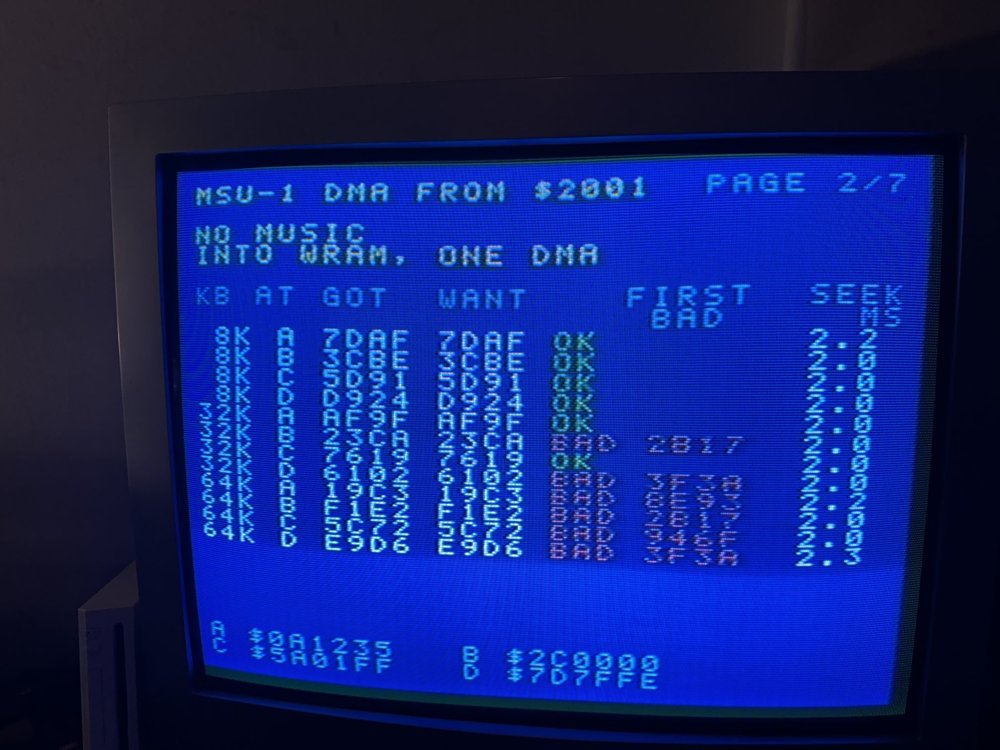 MSU-1 DMA FROM $2001 PAGE 2/7
NO MUSIC
INTO WRAM, ONE DMA
KB AT GOT WANT FIRST SEEK
BAD MS
8K A 7DAF 7DAF OK 2.2
8K B 3CBE 3CBE OK 2.0
8K C 5D91 5D91 OK 2.0
8K D D924 D924 OK 2.0
32K A AF9F AF9F OK 2.0
32K B 23CA 23CA BAD 2B17 2.0
32K C 7619 7619 OK 2.0
32K D 6102 6102 BAD 3F3A 2.0
64K A 19C3 19C3 BAD 8E93 2.2
64K B F1E2 F1E2 BAD 2B17 2.0
64K C 5C72 5C72 BAD 946F 2.0
64K D E9D6 E9D6 BAD 3F3A 2.3
A $0A1235 B $2C0000
C $5A01FF D $7D7FFE